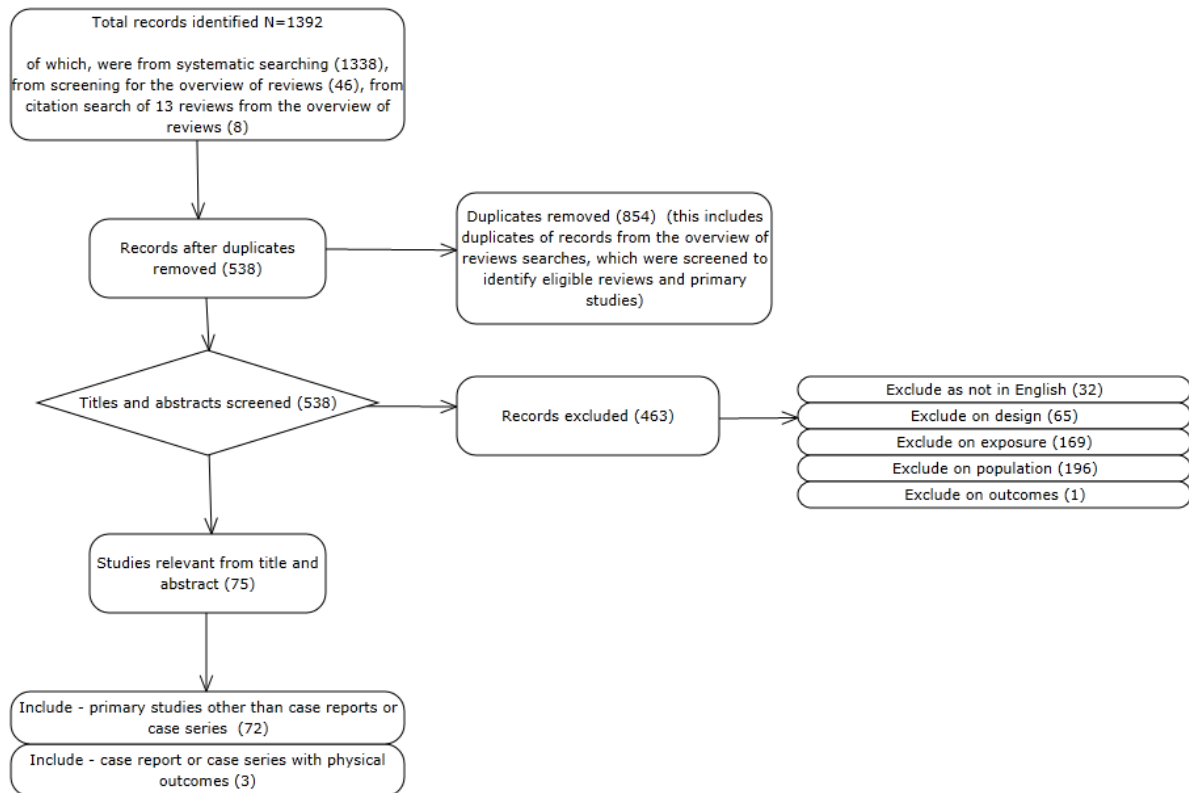 Total records identified N=1392
of which, were from systematic searching (1338),
from screening for the overview of reviews (46), from
citation search of 13 reviews from the overview of
reviews (8)
Records after duplicates
removed (538)
Duplicates removed (854)  (this includes
duplicates of records from the overview of
reviews searches, which were screened to
identify eligible reviews and primary
studies)
Titles and abstracts screened (538)
Records excluded (463)
Exclude as not in English (32)
Exclude on design (65)
Exclude on exposure (169)
Exclude on population (196)
Exclude on outcomes (1)
Studies relevant from title and
abstract (75)
Include - primary studies other than case reports or
case series  (72)
Include - case report or case series with physical
outcomes (3)